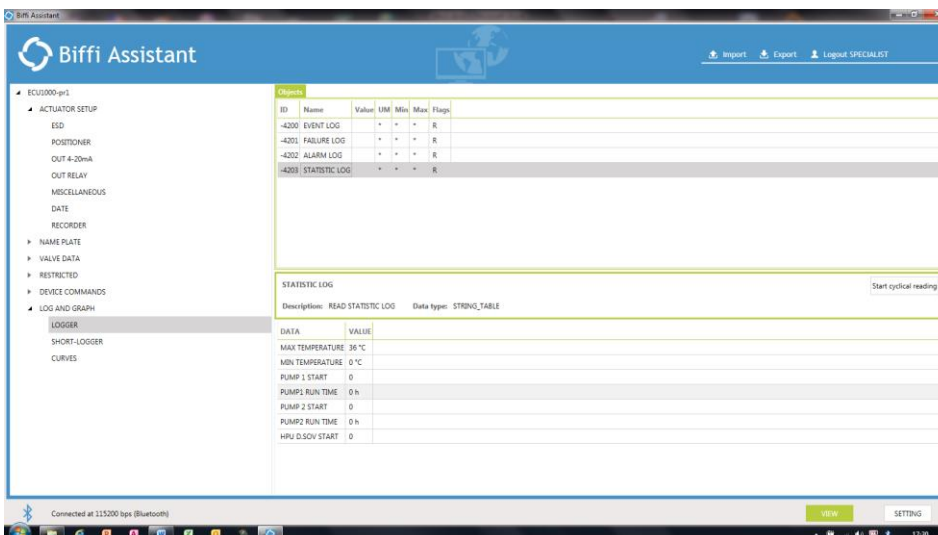 Biffi Assistant
Biffi Assistant
Import Export Logout SPECIALIST
ECU1000-pr1
ACTUATOR SETUP
ESD
POSITIONER
OUT 4-20mA
OUT RELAY
MISCELLANEOUS
DATE
RECORDER
NAME PLATE
VALVE DATA
RESTRICTED
DEVICE COMMANDS
LOG AND GRAPH
LOGGER
SHORT-LOGGER
CURVES
Objects
ID Name Value UM Min Max Flags
-4200 EVENT LOG * * * R
-4201 FAILURE LOG * * * R
-4202 ALARM LOG * * * R
-4203 STATISTIC LOG * * * R
STATISTIC LOG
Start cyclical reading
Description: READ STATISTIC LOG Data type: STRING_TABLE
DATA VALUE
MAX TEMPERATURE 36 °C
MIN TEMPERATURE 0 °C
PUMP 1 START 0
PUMP1 RUN TIME 0 h
PUMP 2 START 0
PUMP2 RUN TIME 0 h
HPU D.SOV START 0
Connected at 115200 bps (Bluetooth)
VIEW SETTING